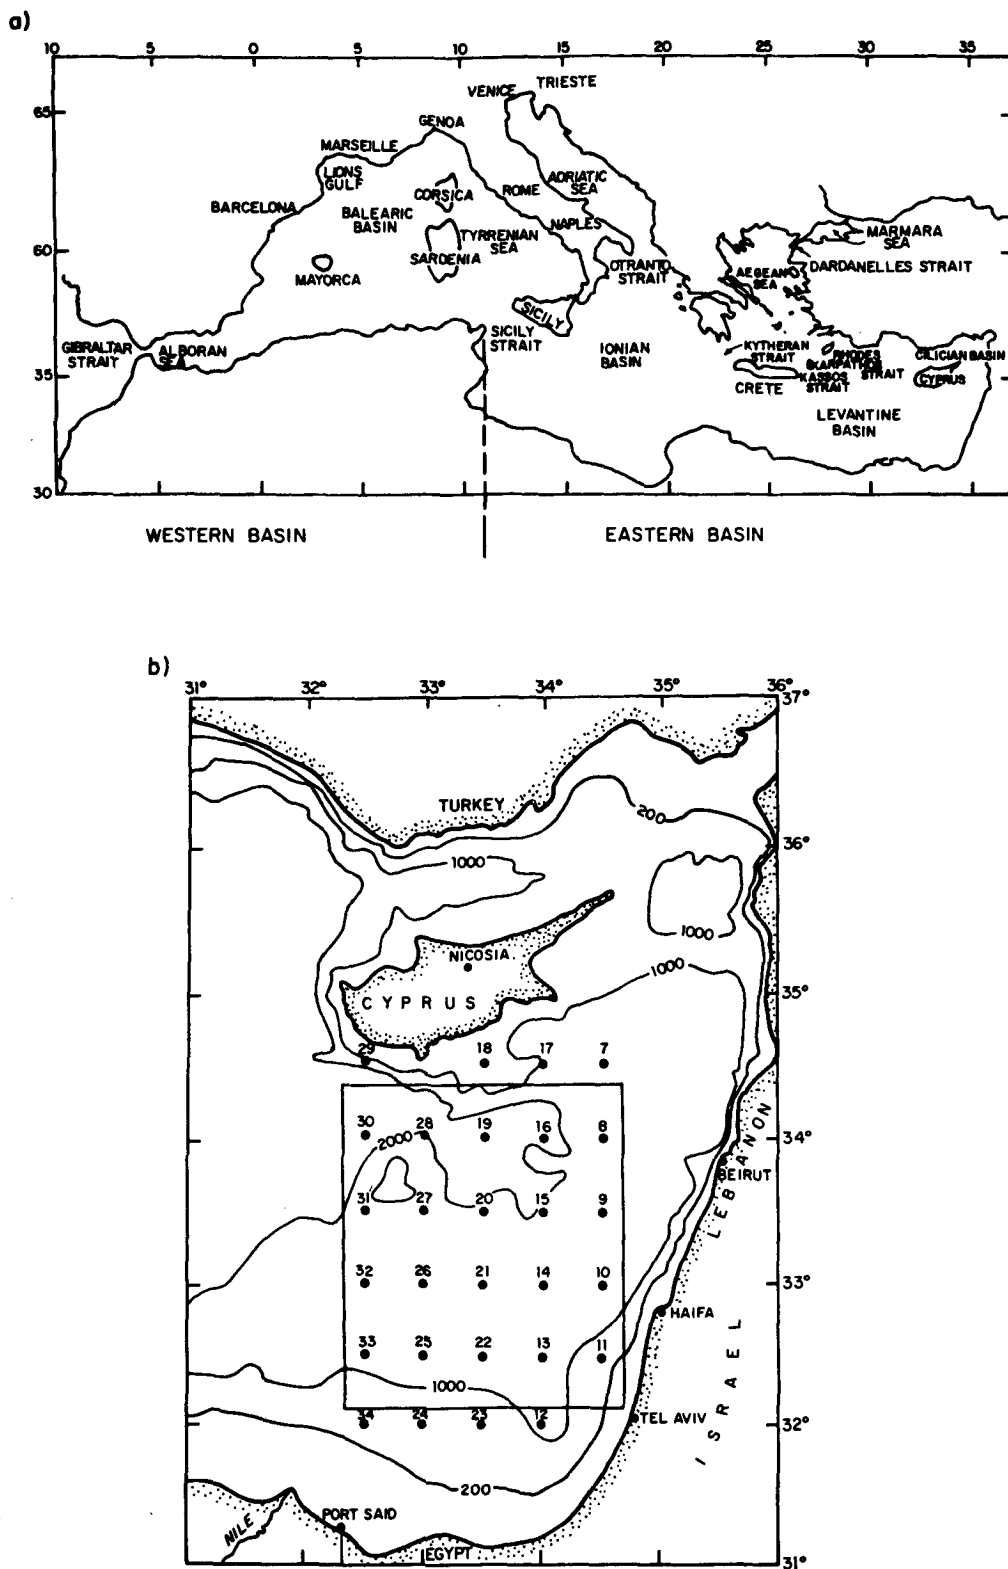 a)
10 5 0 5 10 15 20 25 30 35
VENICE TRIESTE
65
GENOA
MARSEILLE
LIONS
GULF
CORSICA
ROME
ADRIATIC
SEA
BARCELONA
BALEARIC
BASIN
NAPLES
MARMARA
SEA
60
TYRRENIAN
SEA
SARDENIA
MAYORCA
OTRANTO
STRAIT
AEGEAN
SEA
DARDANELLES STRAIT
SICILY
GIBRALTAR
STRAIT
ALBORAN
SEA
SICILY
STRAIT
IONIAN
BASIN
KYTHERAN
STRAIT
RHODES
STRAIT
SKARPATHOS
KASSOS
STRAIT
CILICIAN BASIN
CYPRUS
35
CRETE
LEVANTINE
BASIN
30
WESTERN BASIN EASTERN BASIN
b)
31° 32° 33° 34° 35° 36°
37°
TURKEY
200
36°
1000
1000
NICOSIA
1000
CYPRUS
35°
29 18 17 7
30 28 19 16 8
34°
2000
LEBANON
BEIRUT
31 27 20 15 9
32 26 21 14 10
33°
HAIFA
33 25 22 13 11
ISRAEL
1000
34 24 23 12
TEL AVIV
32°
200
PORT SAID
NILE
EGYPT
31°